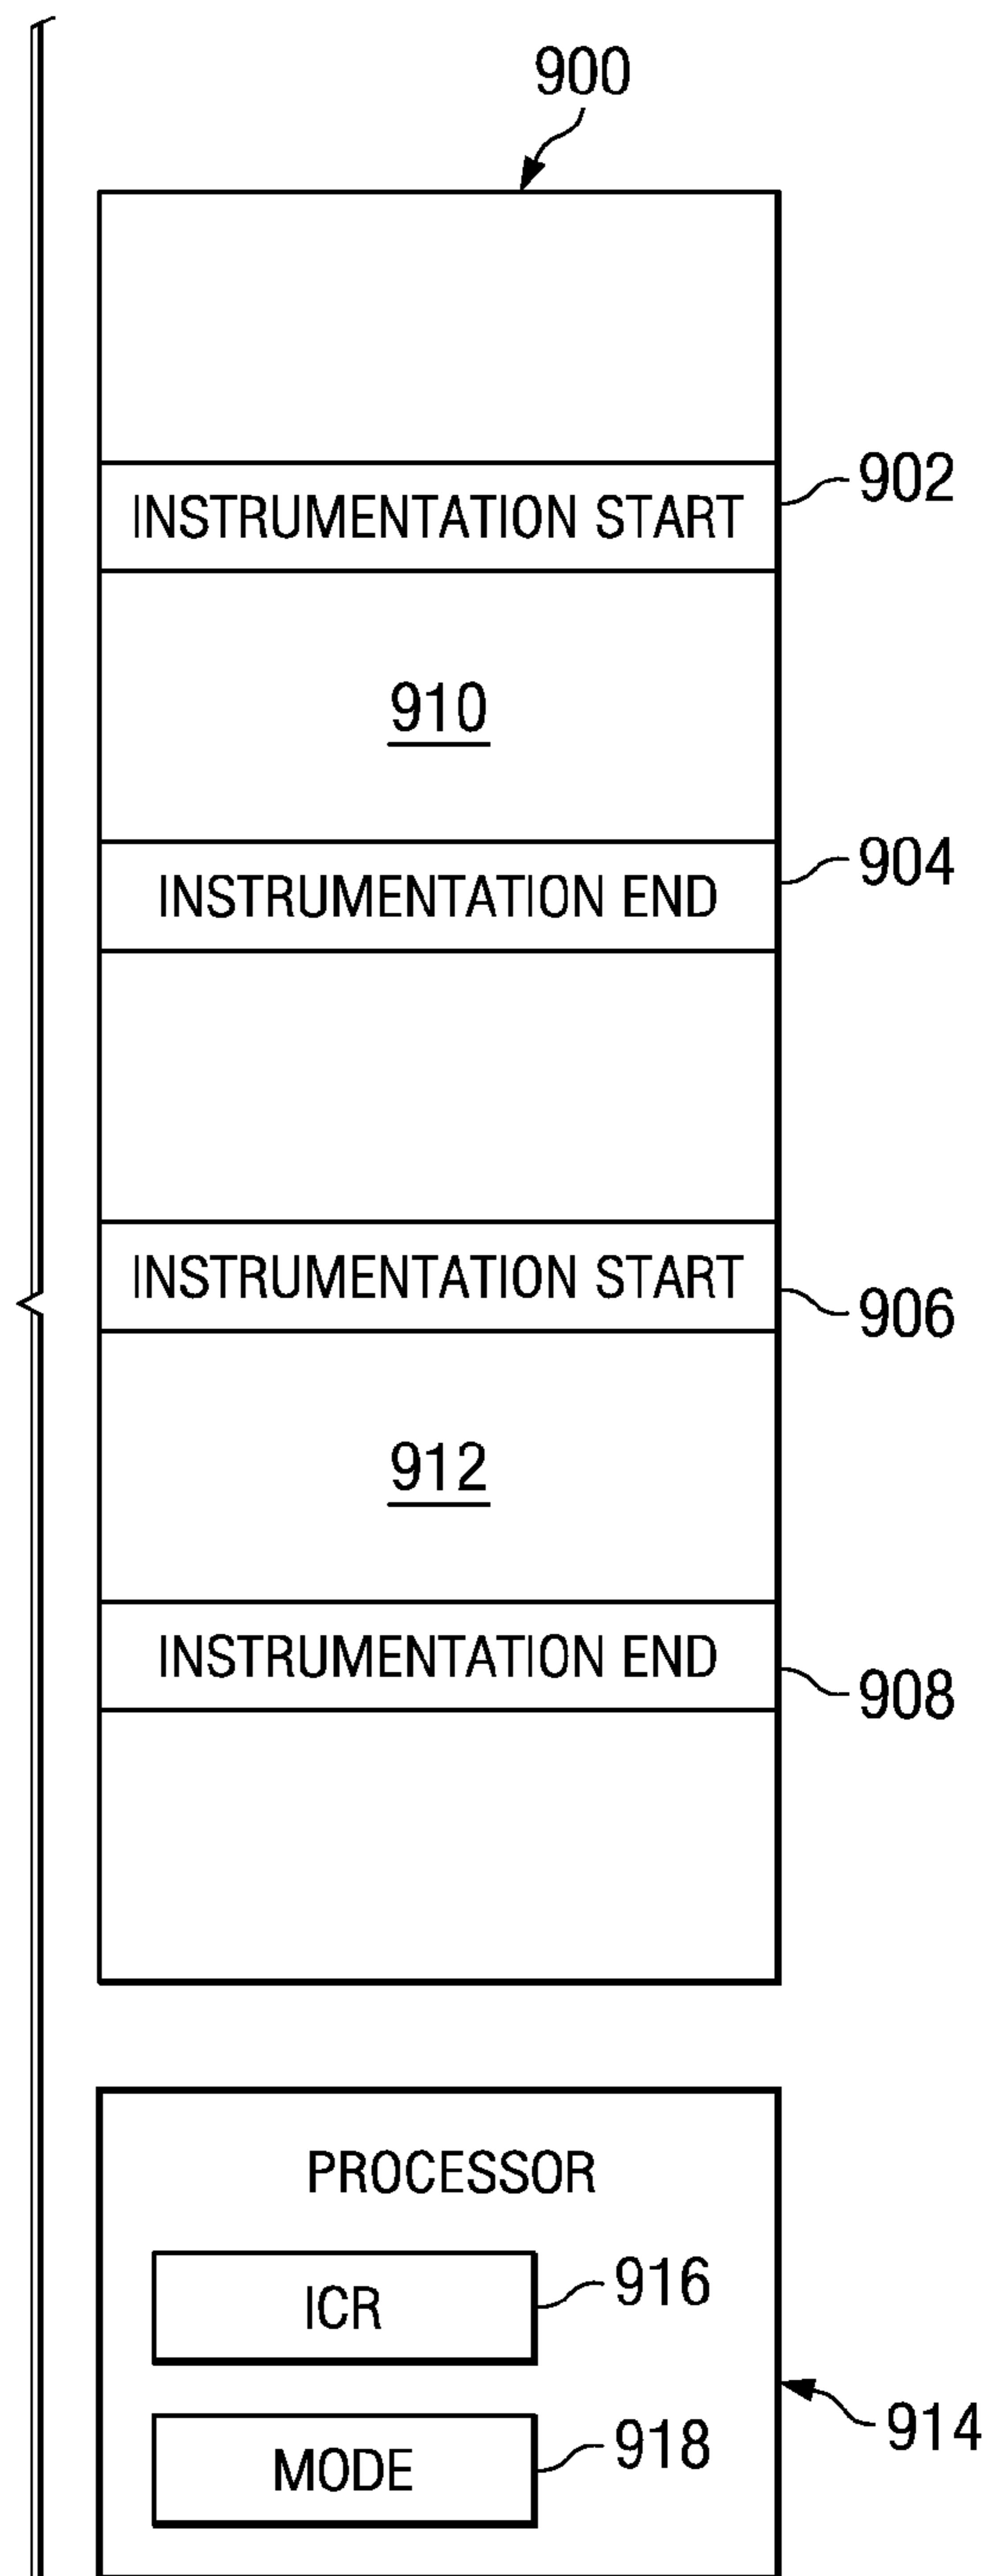 900
INSTRUMENTATION START
902
910
INSTRUMENTATION END
904
INSTRUMENTATION START
906
912
INSTRUMENTATION END
908
PROCESSOR
ICR
916
MODE
918
914